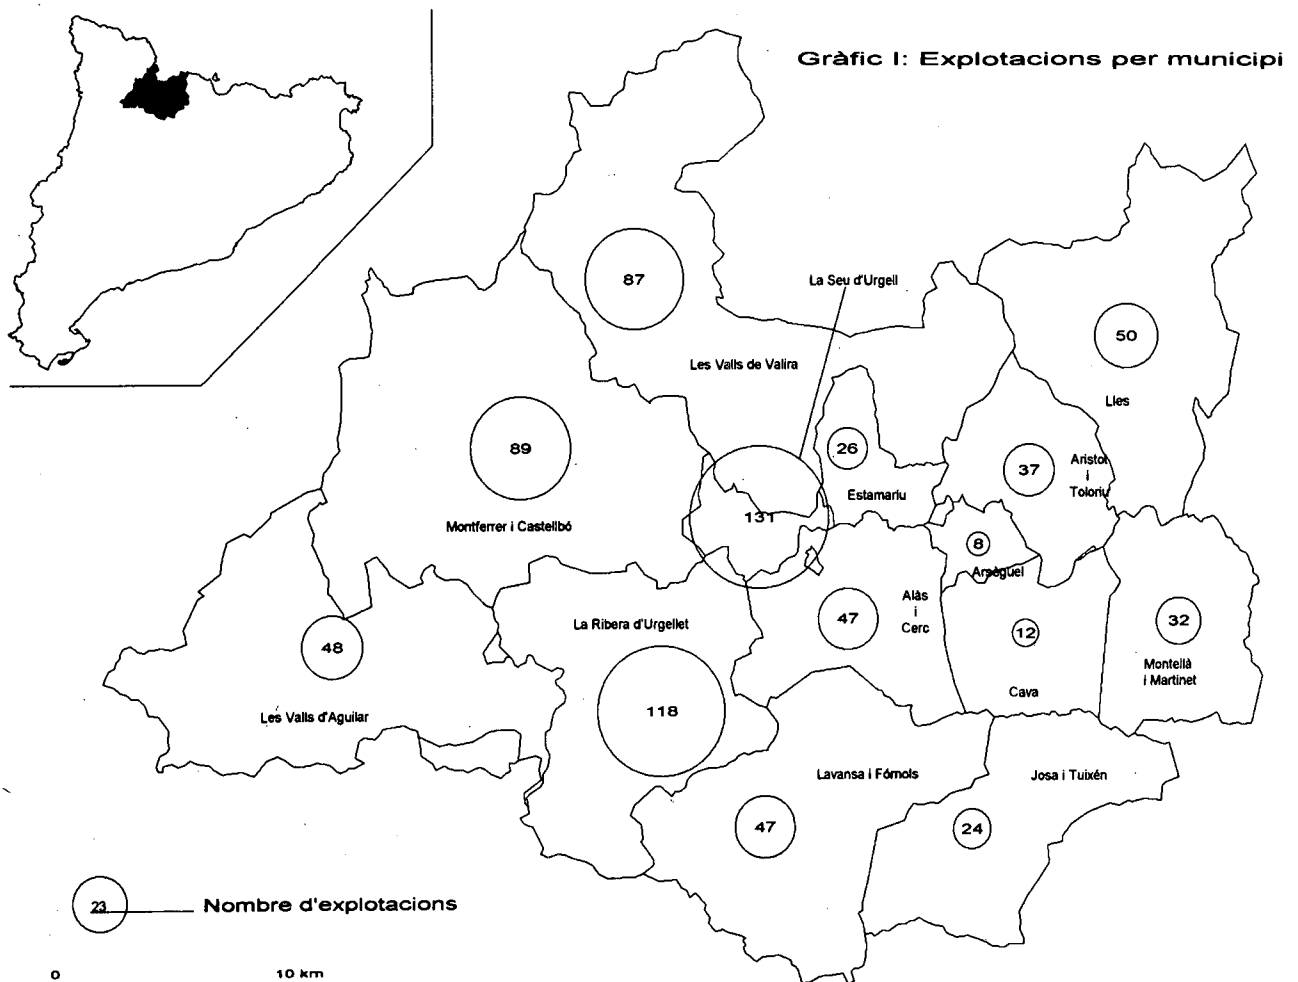 Gràfic I: Explotacions per municipi
87
La Seu d'Urgell
50
Les Valls de Valira
Lles
89
26
37
Aristot
i
Toloriu
Estamariu
131
Montferrer i Castellbó
8
Arsèguel
Alàs
i
Cerc
47
La Ribera d'Urgellet
12
32
48
Montellà
i Martinet
Cava
118
Les Valls d'Aguilar
Lavansa i Fórnols
Josa i Tuixén
47
24
23
Nombre d'explotacions
0
10 km